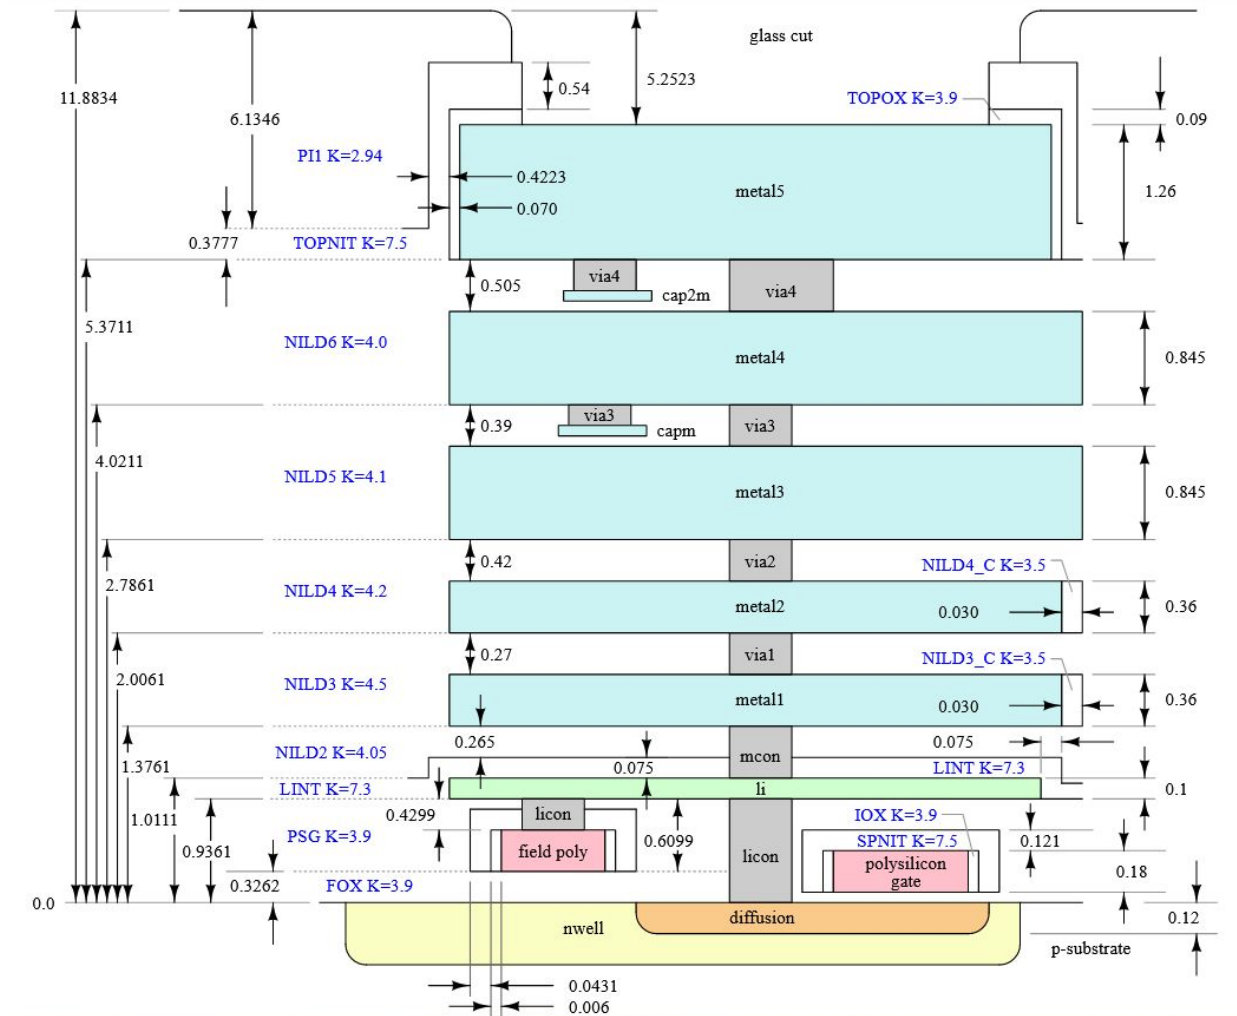 glass cut
11.8834
5.2523
0.54
TOPOX K=3.9
0.09
6.1346
PI1 K=2.94
0.4223
metal5
1.26
0.070
0.3777
TOPNIT K=7.5
0.505
via4
cap2m
via4
5.3711
NILD6 K=4.0
metal4
0.845
0.39
via3
capm
via3
4.0211
NILD5 K=4.1
metal3
0.845
0.42
via2
NILD4_C K=3.5
2.7861
NILD4 K=4.2
metal2
0.030
0.36
0.27
via1
NILD3_C K=3.5
2.0061
NILD3 K=4.5
metal1
0.030
0.36
0.265
0.075
NILD2 K=4.05
mcon
1.3761
0.075
LINT K=7.3
LINT K=7.3
li
0.1
0.4299
licon
IOX K=3.9
1.0111
PSG K=3.9
0.6099
SPNIT K=7.5
0.121
0.9361
field poly
licon
polysilicon
gate
0.18
0.3262
FOX K=3.9
0.0
diffusion
0.12
nwell
p-substrate
0.0431
0.006